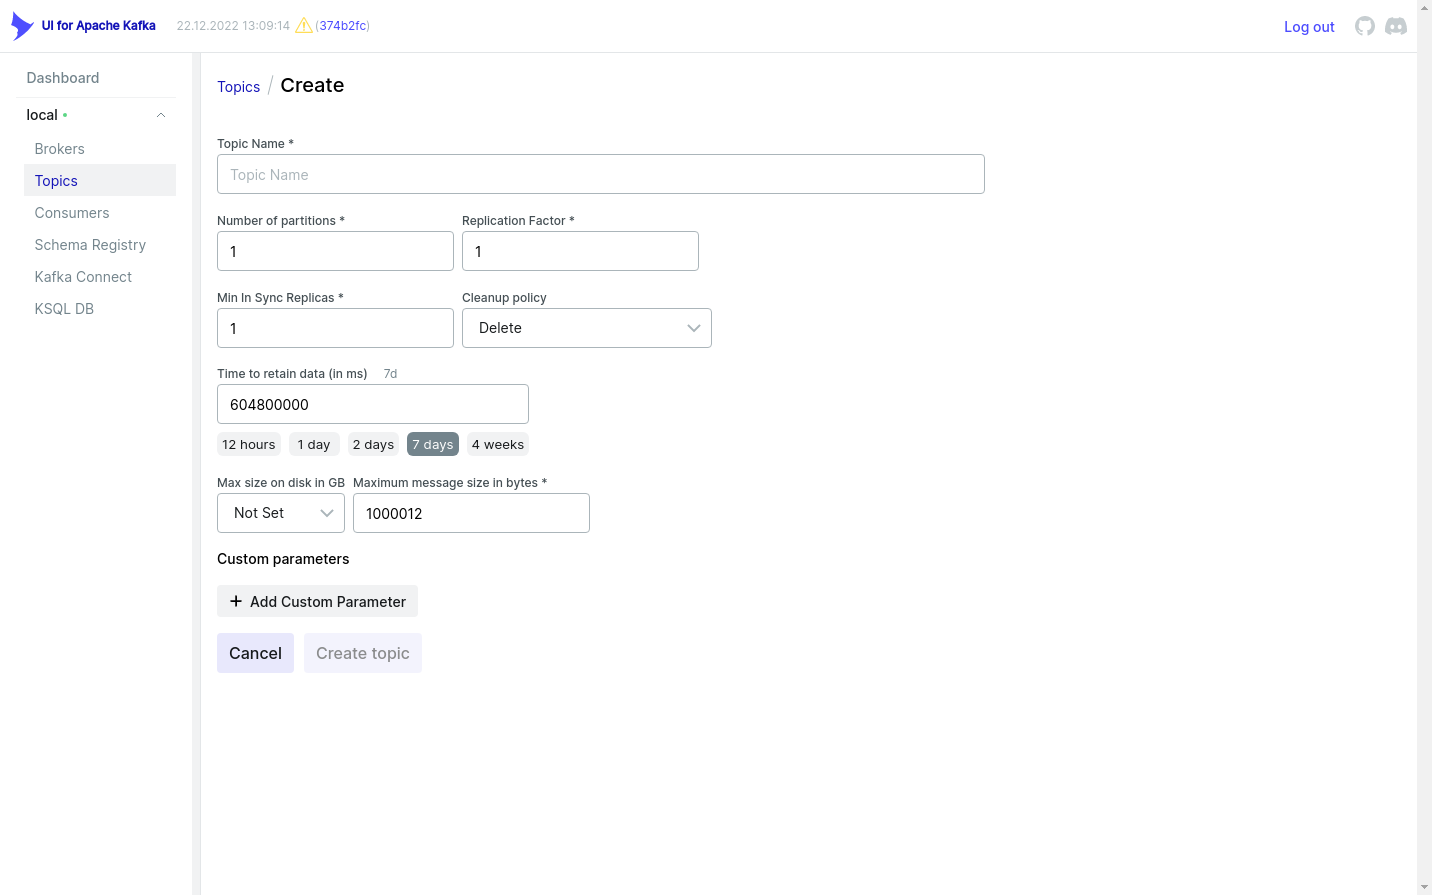 UI for Apache Kafka 22.12.2022 13:09:14 (374b2fc) Log out
Dashboard
local
Brokers
Topics
Consumers
Schema Registry
Kafka Connect
KSQL DB
Topics / Create
Topic Name *
Topic Name
Number of partitions * Replication Factor *
1 1
Min In Sync Replicas * Cleanup policy
1 Delete
Time to retain data (in ms) 7d
604800000
12 hours 1 day 2 days 7 days 4 weeks
Max size on disk in GB Maximum message size in bytes *
Not Set 1000012
Custom parameters
+ Add Custom Parameter
Cancel Create topic